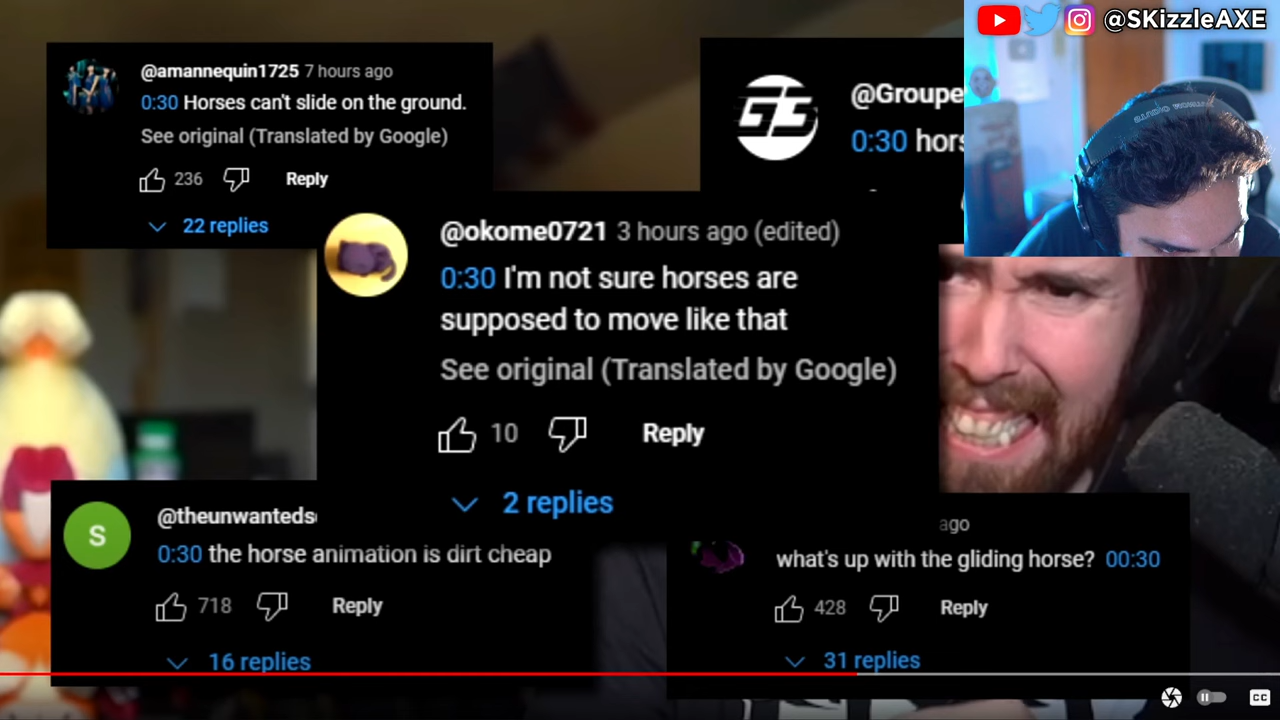 @SKizzleAXE
@amannequin1725 7 hours ago
0:30 Horses can't slide on the ground.
See original (Translated by Google)
236 Reply
22 replies
@Groupe
0:30 hors
@okome0721 3 hours ago (edited)
0:30 I'm not sure horses are
supposed to move like that
See original (Translated by Google)
10 Reply
2 replies
S
@theunwanteds
0:30 the horse animation is dirt cheap
718 Reply
16 replies
ago
what's up with the gliding horse? 00:30
428 Reply
31 replies
CC